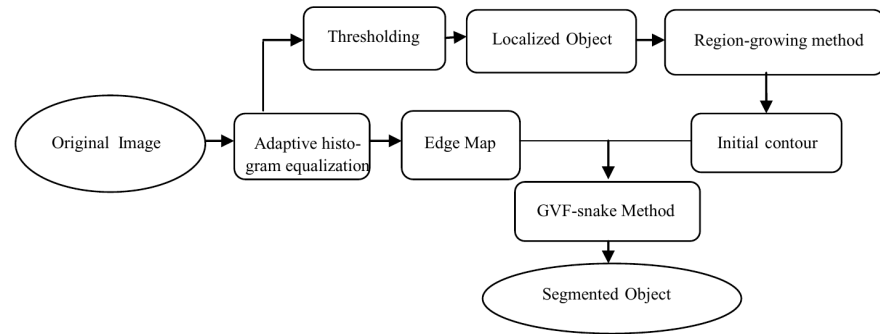 Thresholding
Localized Object
Region-growing method
Original Image
Adaptive histo-
gram equalization
Edge Map
Initial contour
GVF-snake Method
Segmented Object